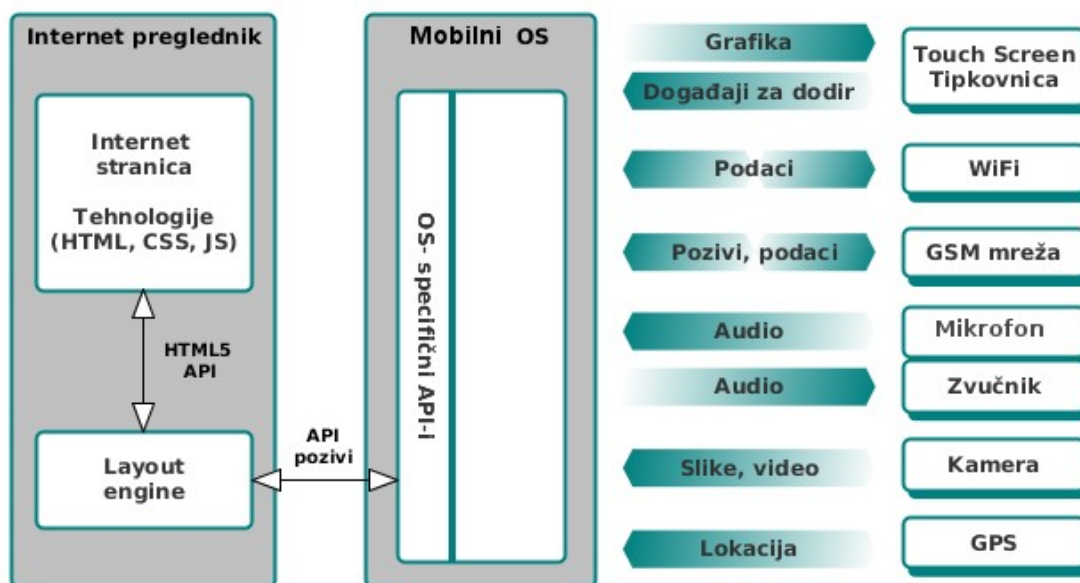 Internet preglednik
Internet
stranica
Tehnologije
(HTML, CSS, JS)
HTML5
API
Layout
engine
API
pozivi
Mobilni OS
OS- specifični API-i
Grafika
Događaji za dodir
Touch Screen
Tipkovnica
Podaci
WiFi
Pozivi, podaci
GSM mreža
Audio
Mikrofon
Audio
Zvučnik
Slike, video
Kamera
Lokacija
GPS